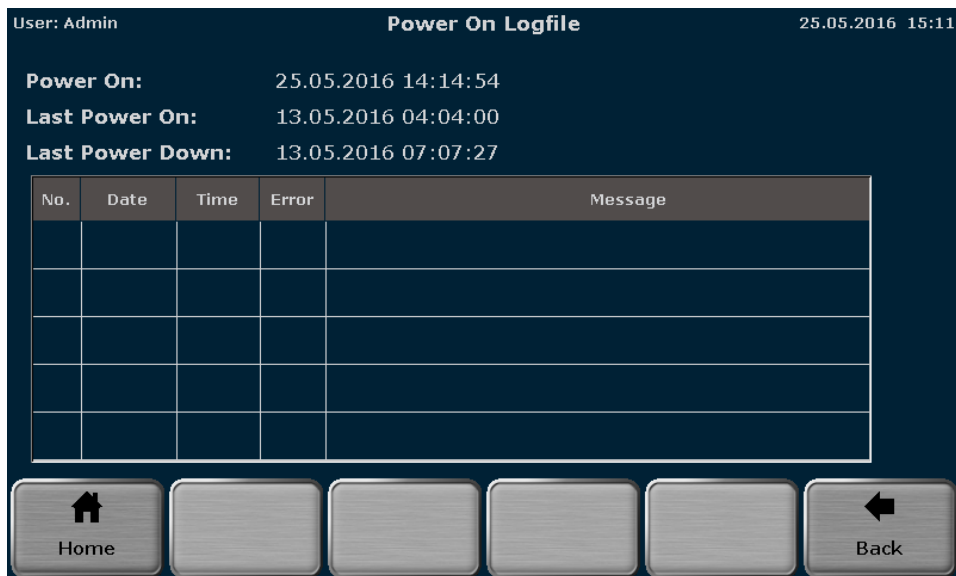 User: Admin Power On Logfile 25.05.2016 15:11
Power On: 25.05.2016 14:14:54
Last Power On: 13.05.2016 04:04:00
Last Power Down: 13.05.2016 07:07:27
No. Date Time Error Message
Home Back